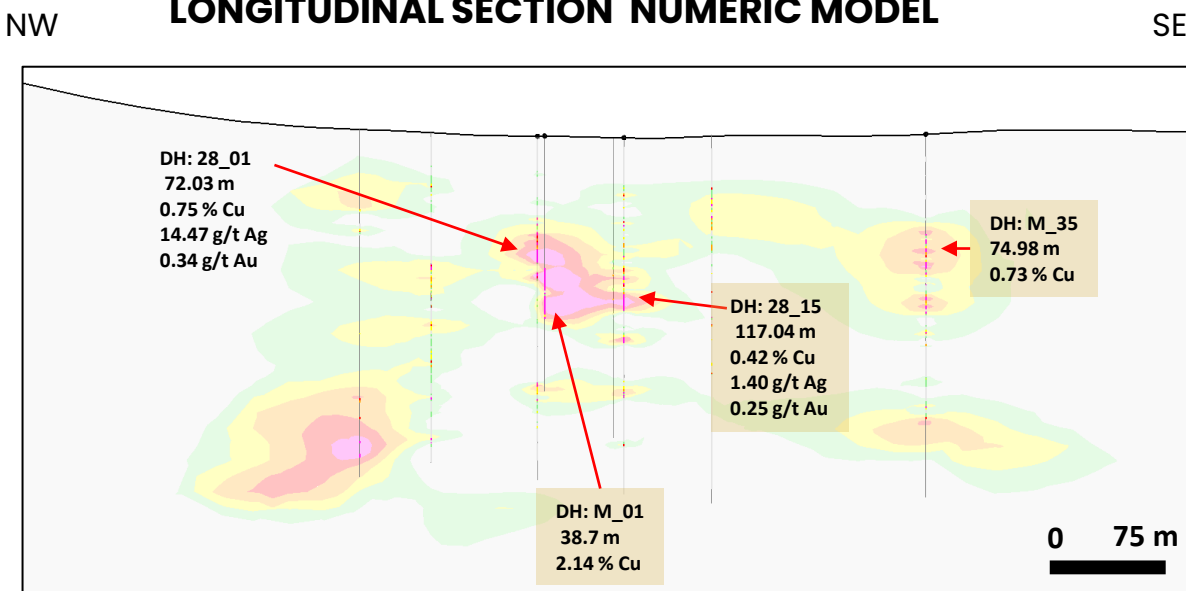 LONGITUDINAL SECTION NUMERIC MODEL
NW
SE
DH: 28_01
72.03 m
0.75 % Cu
14.47 g/t Ag
0.34 g/t Au
DH: M_35
74.98 m
0.73 % Cu
DH: 28_15
117.04 m
0.42 % Cu
1.40 g/t Ag
0.25 g/t Au
DH: M_01
38.7 m
2.14 % Cu
0 75 m